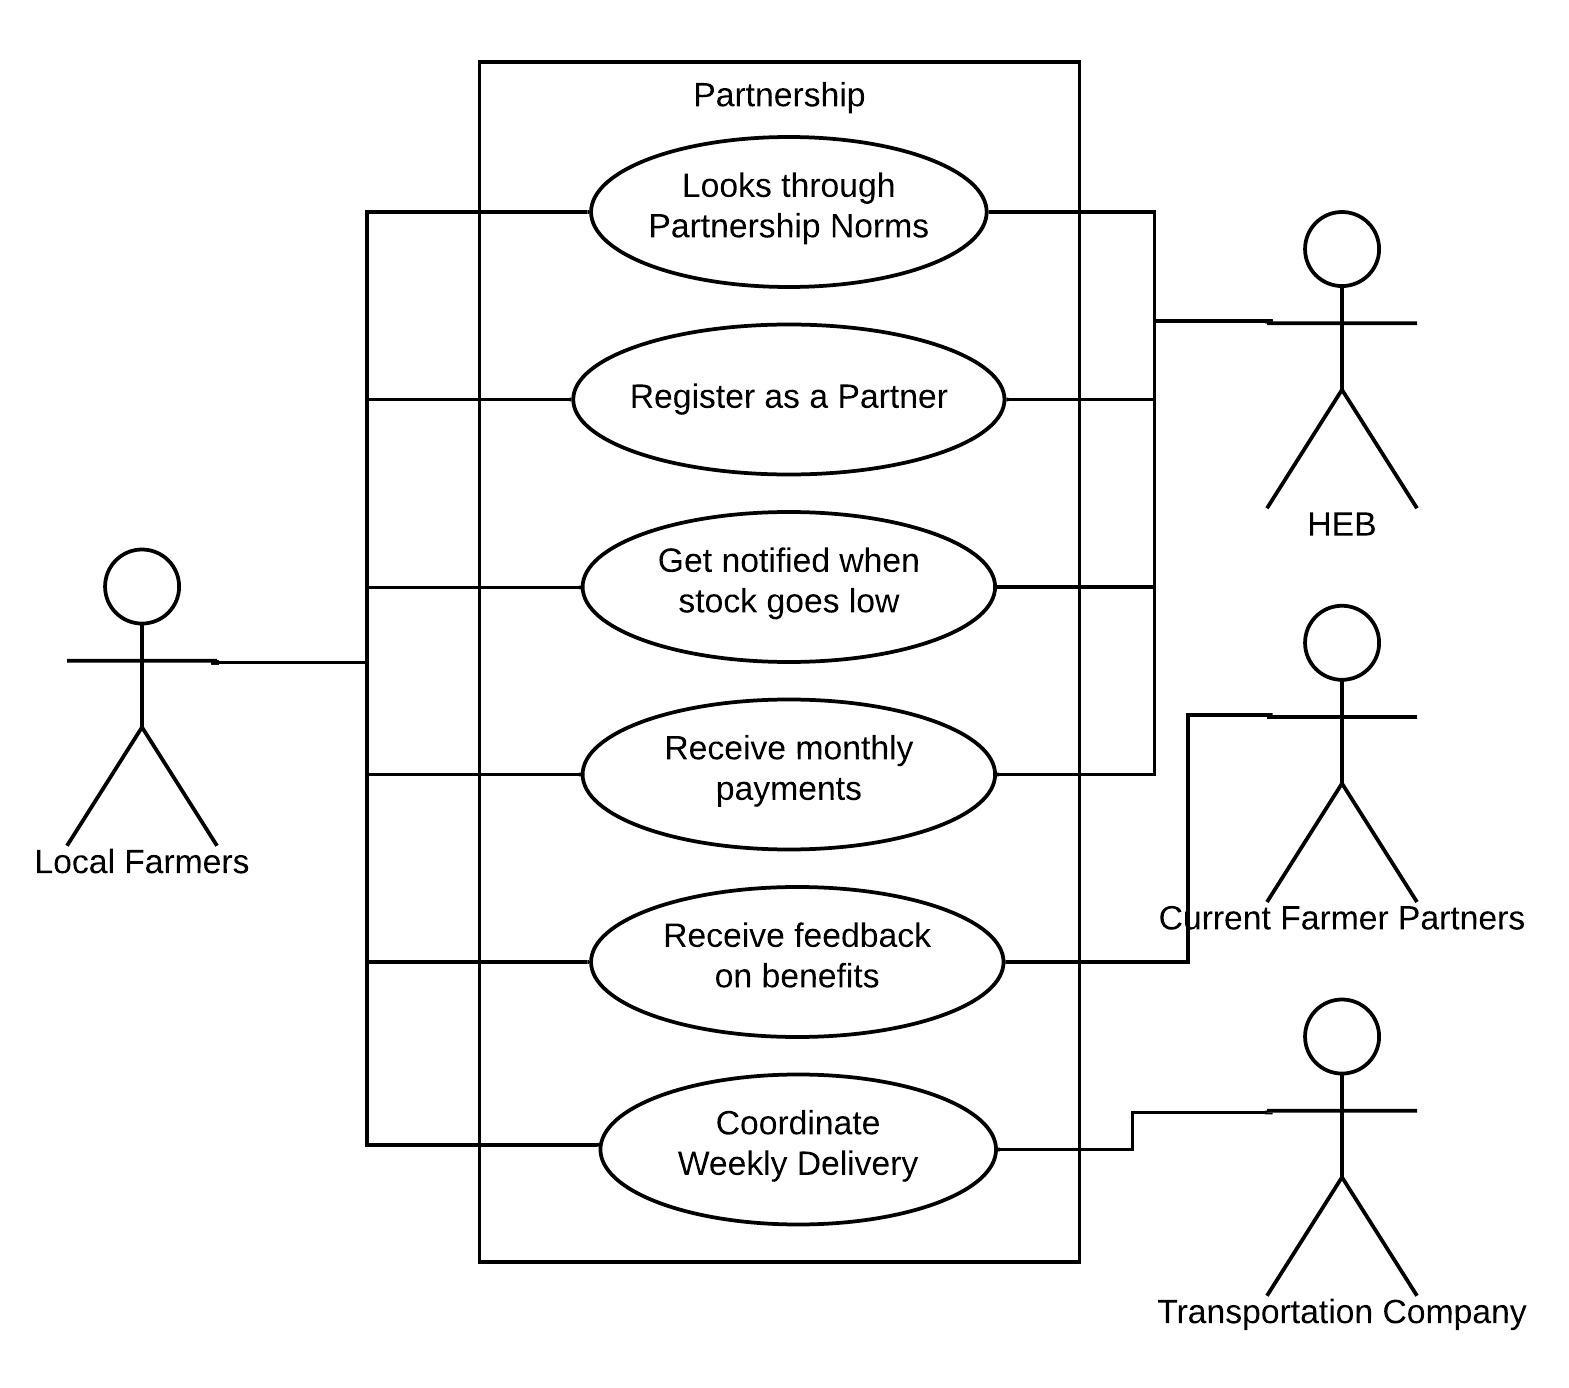 Partnership
Looks through
Partnership Norms
Register as a Partner
Get notified when
stock goes low
Receive monthly
payments
Receive feedback
on benefits
Coordinate
Weekly Delivery
Local Farmers
HEB
Current Farmer Partners
Transportation Company